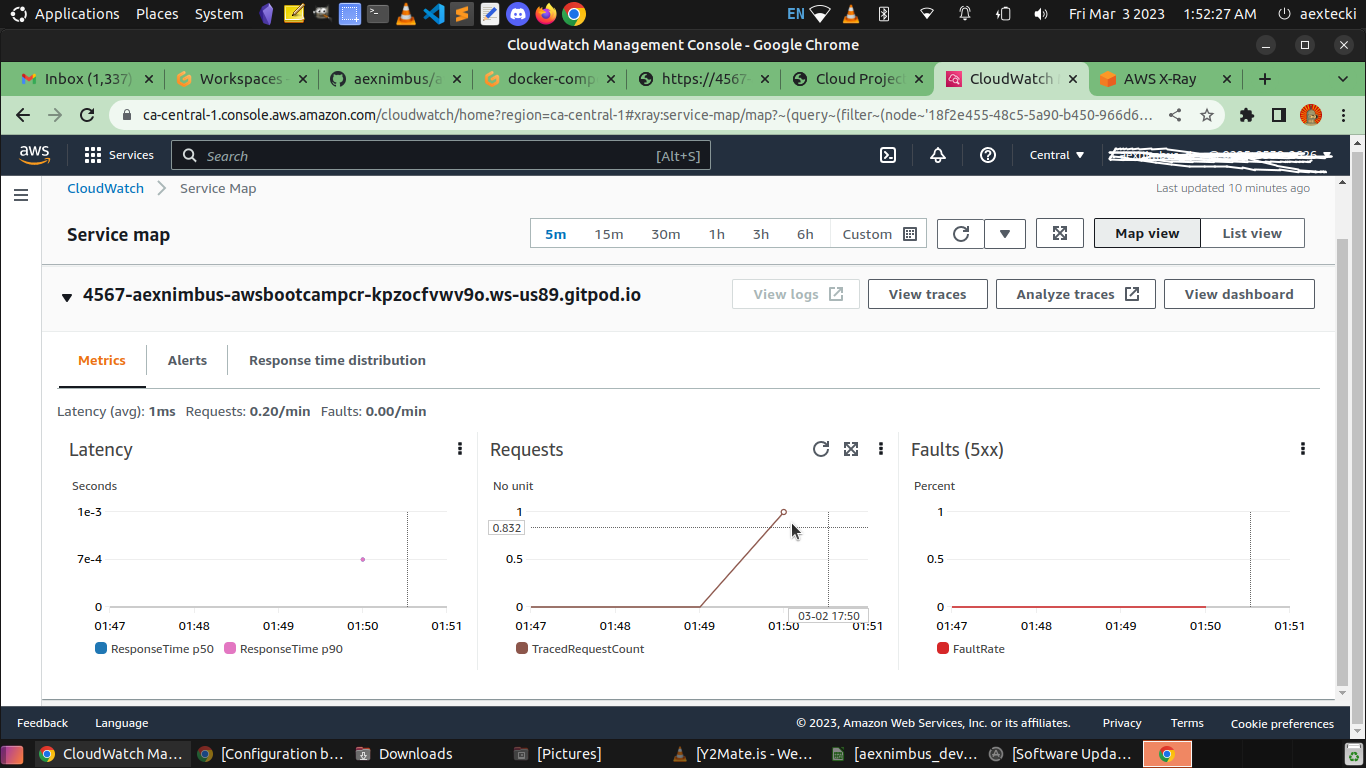 Applications Places System EN Fri Mar 3 2023 1:52:27 AM aextecki
CloudWatch Management Console - Google Chrome
Inbox (1,337) Workspaces - aexnimbus/a docker-comp https://4567- Cloud Project CloudWatch AWS X-Ray
ca-central-1.console.aws.amazon.com/cloudwatch/home?region=ca-central-1#xray:service-map/map?~(query~(filter~(node~'18f2e455-48c5-5a90-b450-966d6...
aws Services Search [Alt+S] Central
CloudWatch Service Map Last updated 10 minutes ago
Service map 5m 15m 30m 1h 3h 6h Custom Map view List view
4567-aexnimbus-awsbootcampcr-kpzocfvwv9o.ws-us89.gitpod.io View logs View traces Analyze traces View dashboard
Metrics Alerts Response time distribution
Latency (avg): 1ms Requests: 0.20/min Faults: 0.00/min
Latency
Seconds
1e-3
7e-4
0
01:47 01:48 01:49 01:50 01:51
ResponseTime p50 ResponseTime p90
Requests
No unit
1
0.832
0.5
0
03-02 17:50
01:47 01:48 01:49 01:50 01:51
TracedRequestCount
Faults (5xx)
Percent
1
0.5
0
01:47 01:48 01:49 01:50 01:51
FaultRate
Feedback Language © 2023, Amazon Web Services, Inc. or its affiliates. Privacy Terms Cookie preferences
CloudWatch Ma... [Configuration b... Downloads [Pictures] [Y2Mate.is - We... [aexnimbus_dev... [Software Upda...